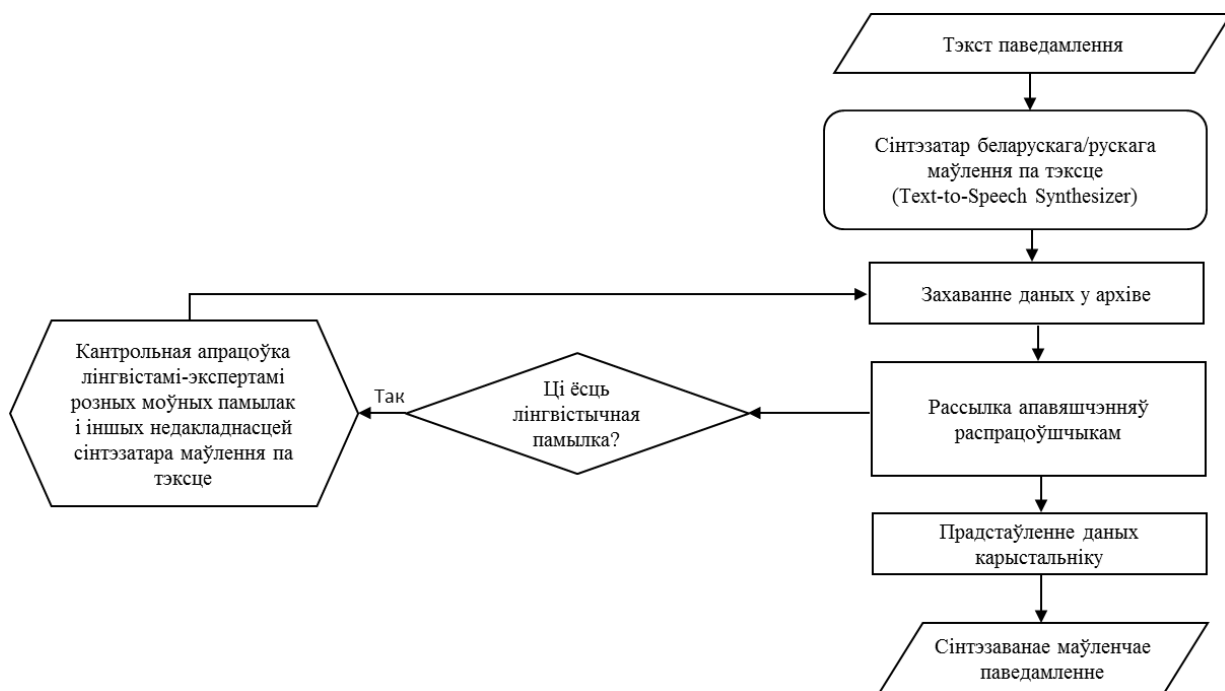 Тэкст паведамлення
Сінтэзатар беларускага/рускага
маўлення па тэксце
(Text-to-Speech Synthesizer)
Захаванне даных у архіве
Рассылка апавяшчэнняў
распрацоўшчыкам
Ці ёсць
лінгвістычная
памылка?
Так
Кантрольная апрацоўка
лінгвістамі-экспертамі
розных моўных памылак
і іншых недакладнасцей
сінтэзатара маўлення па
тэксце
Прадстаўленне даных
карыстальніку
Сінтэзаванае маўленчае
паведамленне